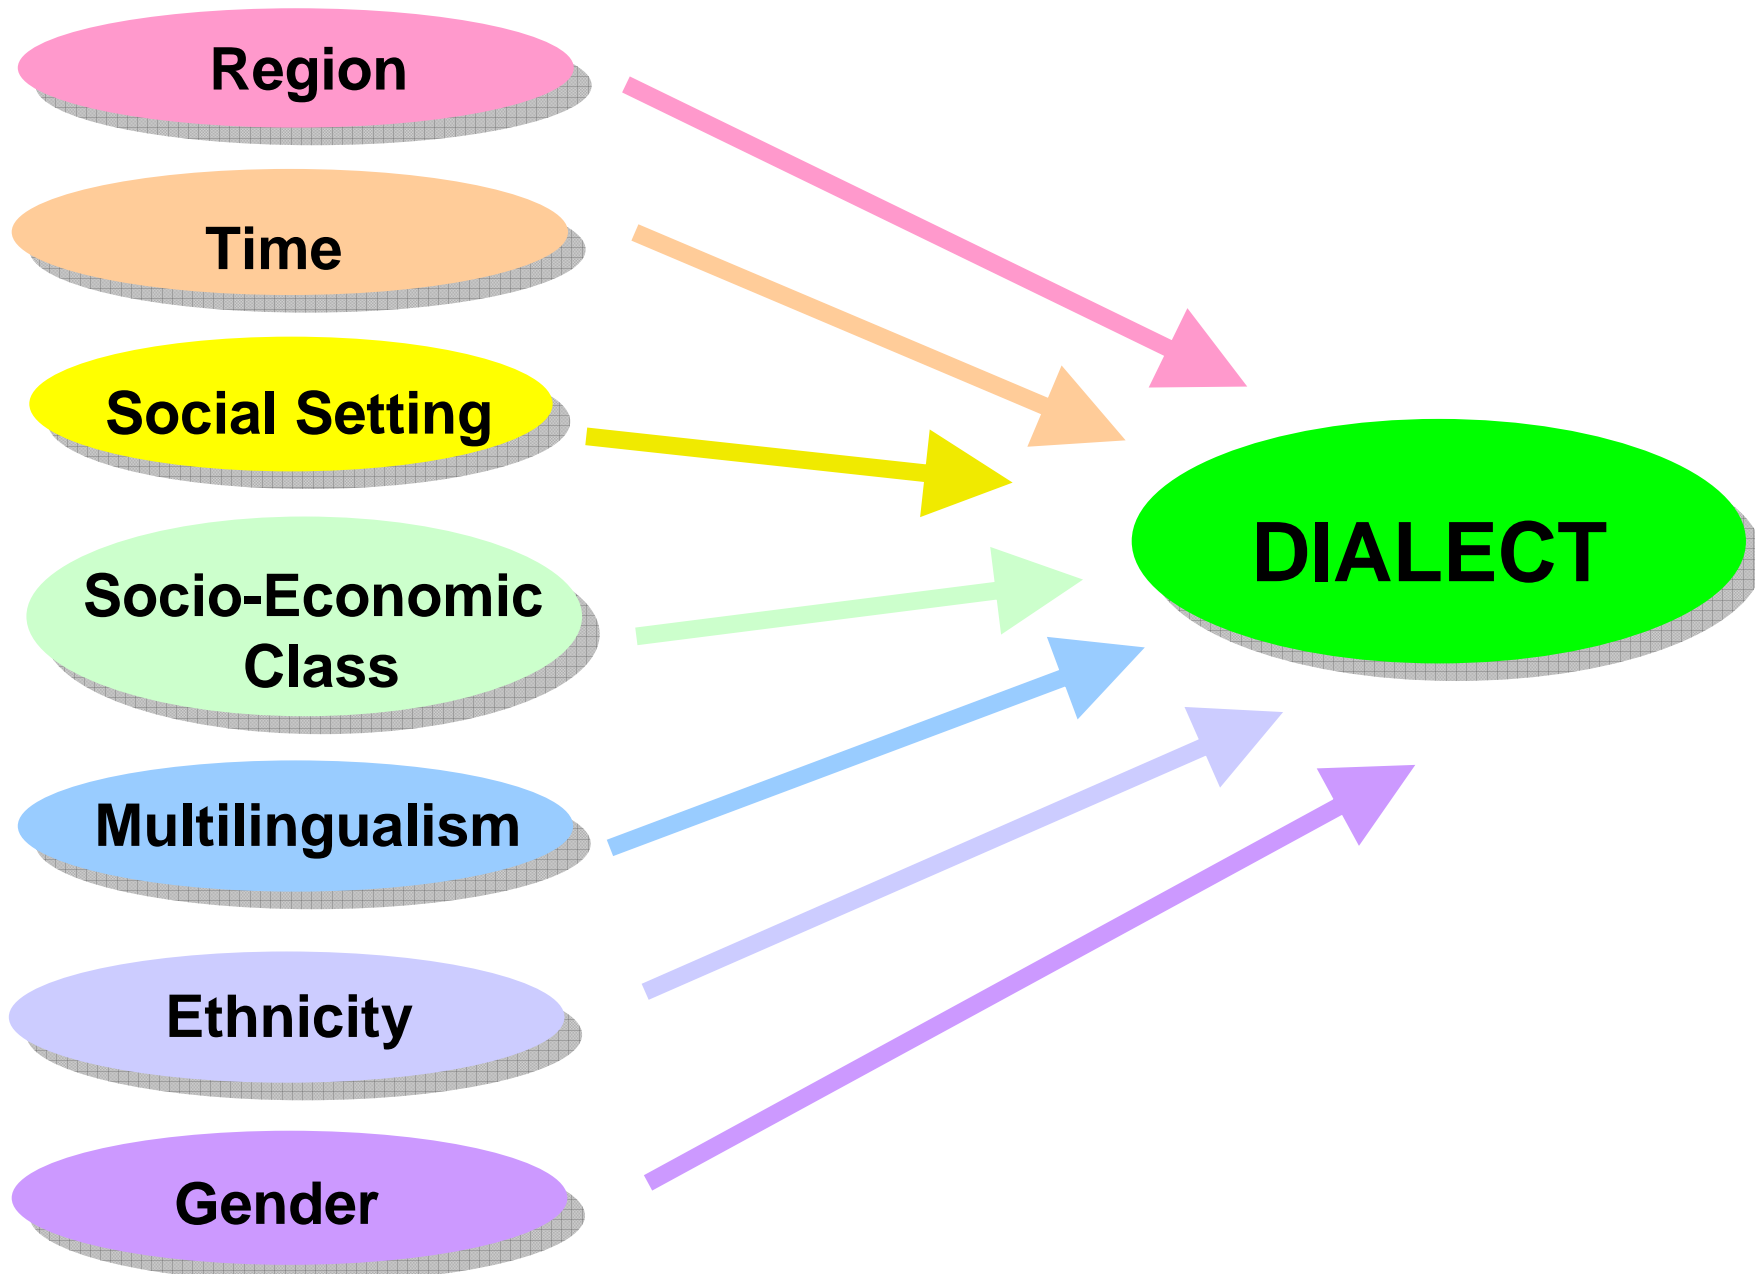 Region
Time
Social Setting
Socio-Economic
Class
Multilingualism
Ethnicity
Gender
DIALECT